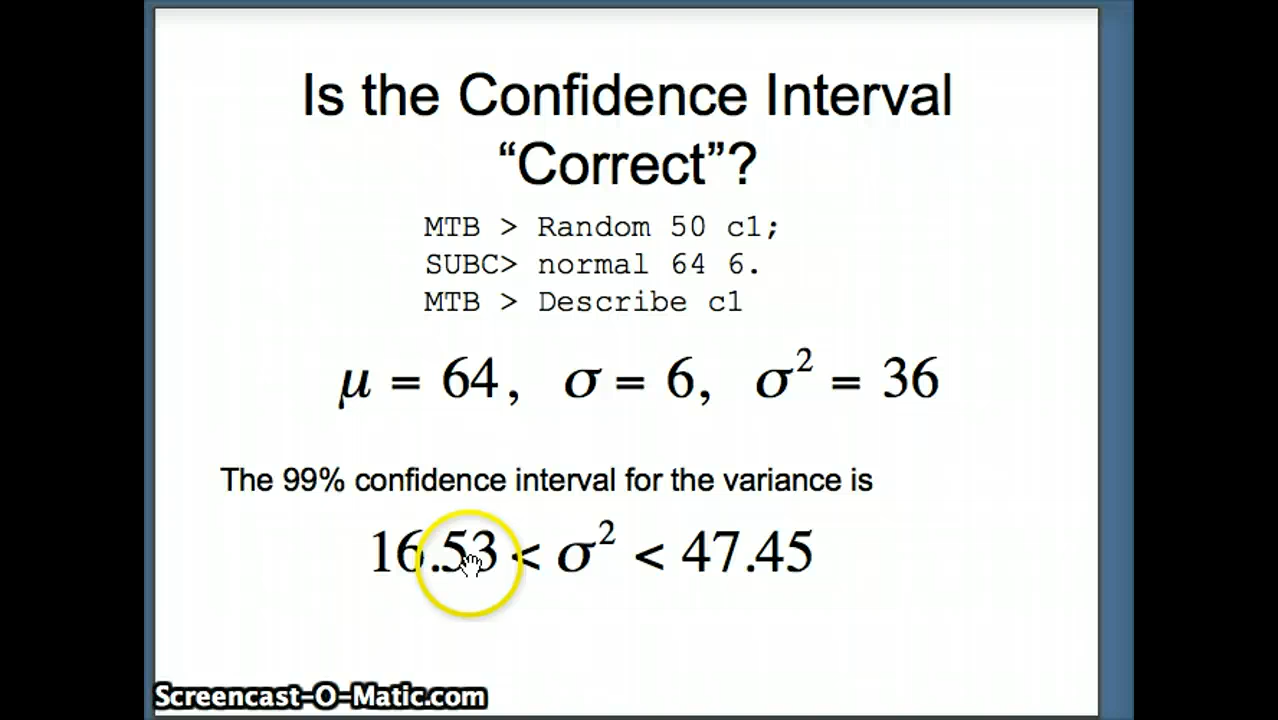 Is the Confidence Interval
“Correct”?
MTB > Random 50 c1;
SUBC> normal 64 6.
MTB > Describe c1
μ = 64, σ = 6, σ² = 36
The 99% confidence interval for the variance is
16.53 < σ² < 47.45
Screencast-O-Matic.com